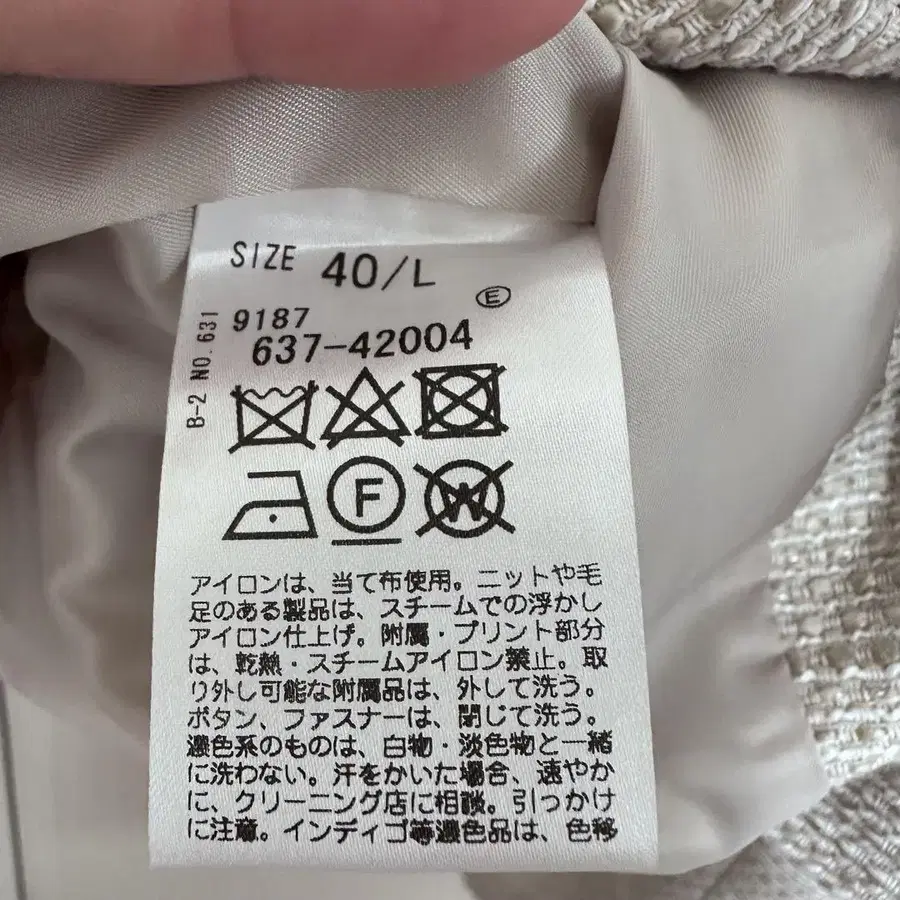 SIZE 40/L
E
9187
637-42004
B-2 NO.631
F
W
アイロンは、当て布使用。ニットや毛
足のある製品は、スチームでの浮かし
アイロン仕上げ。附属・プリント部分
は、乾熱・スチームアイロン禁止。取
り外し可能な附属品は、外して洗う。
ボタン、ファスナーは、閉じて洗う。
濃色系のものは、白物・淡色物と一緒
に洗わない。汗をかいた場合、速やか
に、クリーニング店に相談。引っかけ
に注意。インディゴ等濃色品は、色移